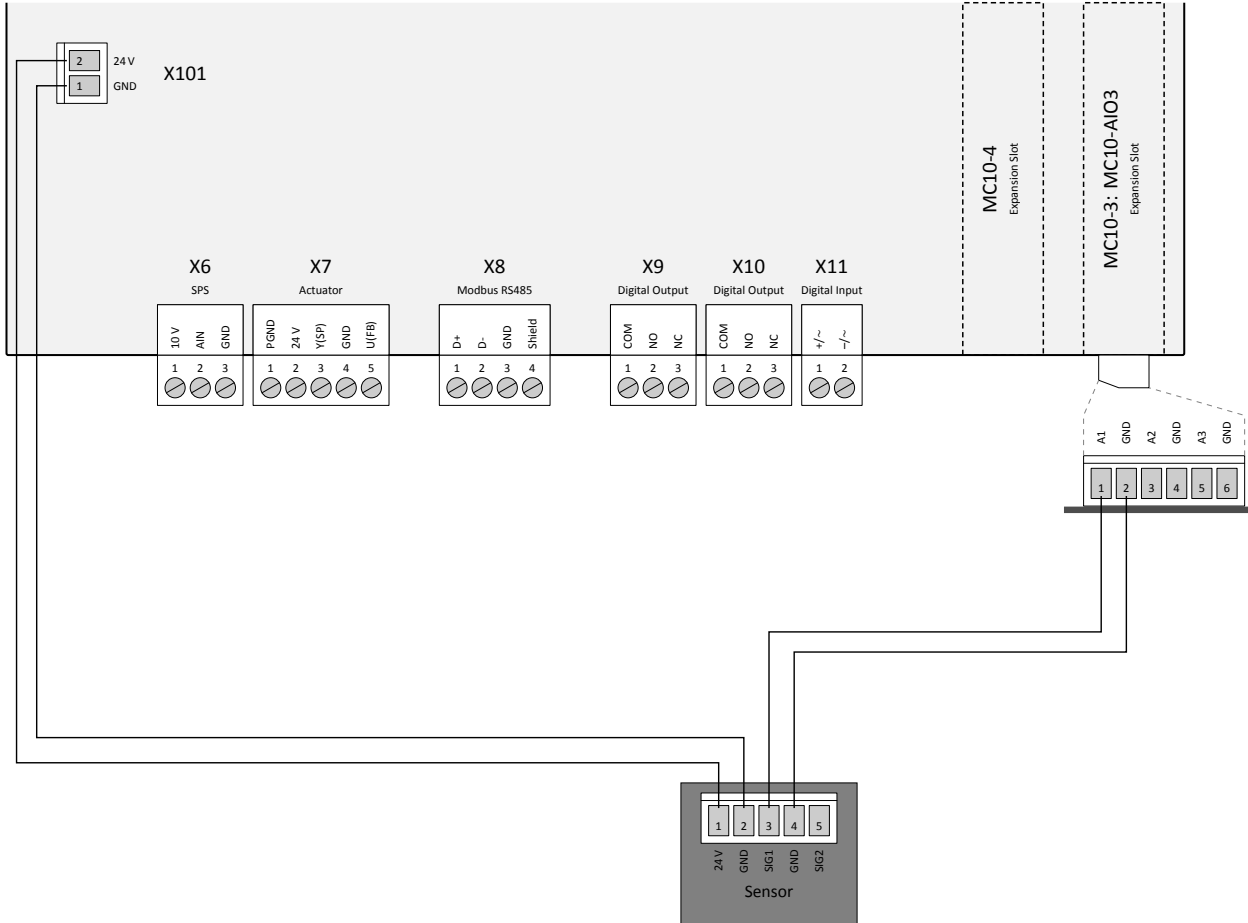 2 24 V
X101
1 GND
MC10-4
Expansion Slot
MC10-3: MC10-AIO3
Expansion Slot
X6 X7 X8 X9 X10 X11
SPS Actuator Modbus RS485 Digital Output Digital Output Digital Input
10 V AIN GND PGND 24 V Y(SP) GND U(FB) D+ D- GND Shield COM NO NC COM NO NC +/~ –/~
1 2 3 1 2 3 4 5 1 2 3 4 1 2 3 1 2 3 1 2
A1 GND A2 GND A3 GND
1 2 3 4 5 6
1 2 3 4 5
24 V GND SIG1 GND SIG2
Sensor